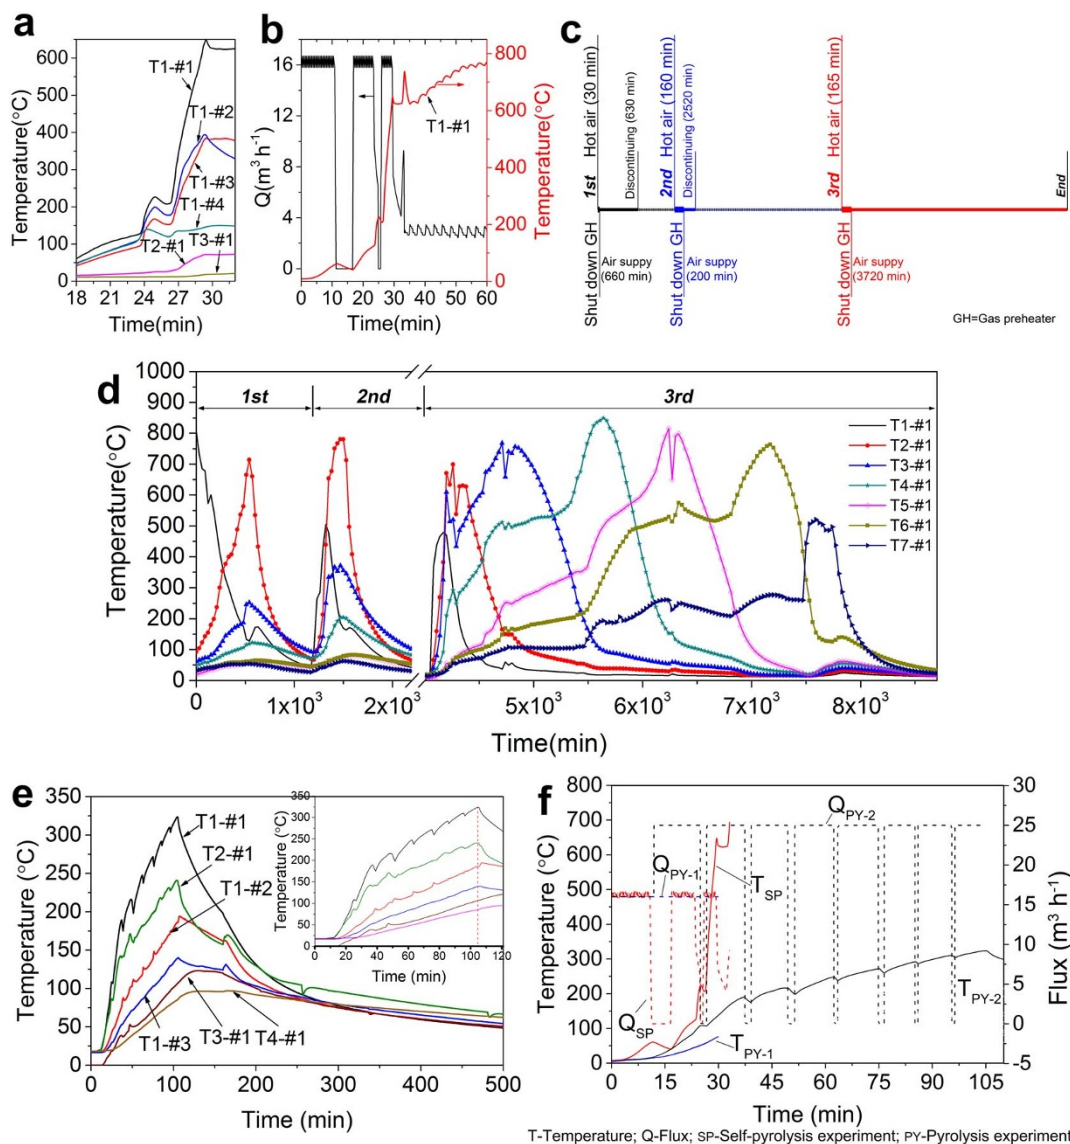 a
Temperature(°C)
650
600
550
500
450
400
350
300
250
200
150
100
50
0
T1-#1
T1-#2
T1-#3
T1-#4
T2-#1
T3-#1
18 21 24 27 30
Time(min)
b
Q(m³ h⁻¹)
16
12
8
4
0
T1-#1
800
600
400
200
0
Temperature(°C)
0 10 20 30 40 50 60
Time(min)
c
1st Hot air (30 min)
Discontinuing (630 min)
2nd Hot air (160 min)
Discontinuing (2520 min)
3rd Hot air (165 min)
End
Shut down GH
Air suppy
(660 min)
Shut down GH
Air suppy
(200 min)
Shut down GH
Air suppy
(3720 min)
GH=Gas preheater
d
Temperature(°C)
1000
900
800
700
600
500
400
300
200
100
0
1st
2nd
3rd
T1-#1
T2-#1
T3-#1
T4-#1
T5-#1
T6-#1
T7-#1
0 1x10³ 2x10³ 5x10³ 6x10³ 7x10³ 8x10³
Time(min)
e
Temperature (°C)
350
300
250
200
150
100
50
0
T1-#1
T2-#1
T1-#2
T1-#3
T3-#1
T4-#1
0 100 200 300 400 500
Time (min)
Temperature (°C)
350
300
250
200
150
100
50
0
0 20 40 60 80 100 120
Time (min)
f
Temperature (°C)
800
700
600
500
400
300
200
100
0
Q PY-2
Q PY-1
T SP
Q SP
T PY-1
T PY-2
30
25
20
15
10
5
0
-5
Flux (m³ h⁻¹)
0 15 30 45 60 75 90 105
Time (min)
T-Temperature; Q-Flux; SP-Self-pyrolysis experiment; PY-Pyrolysis experiment